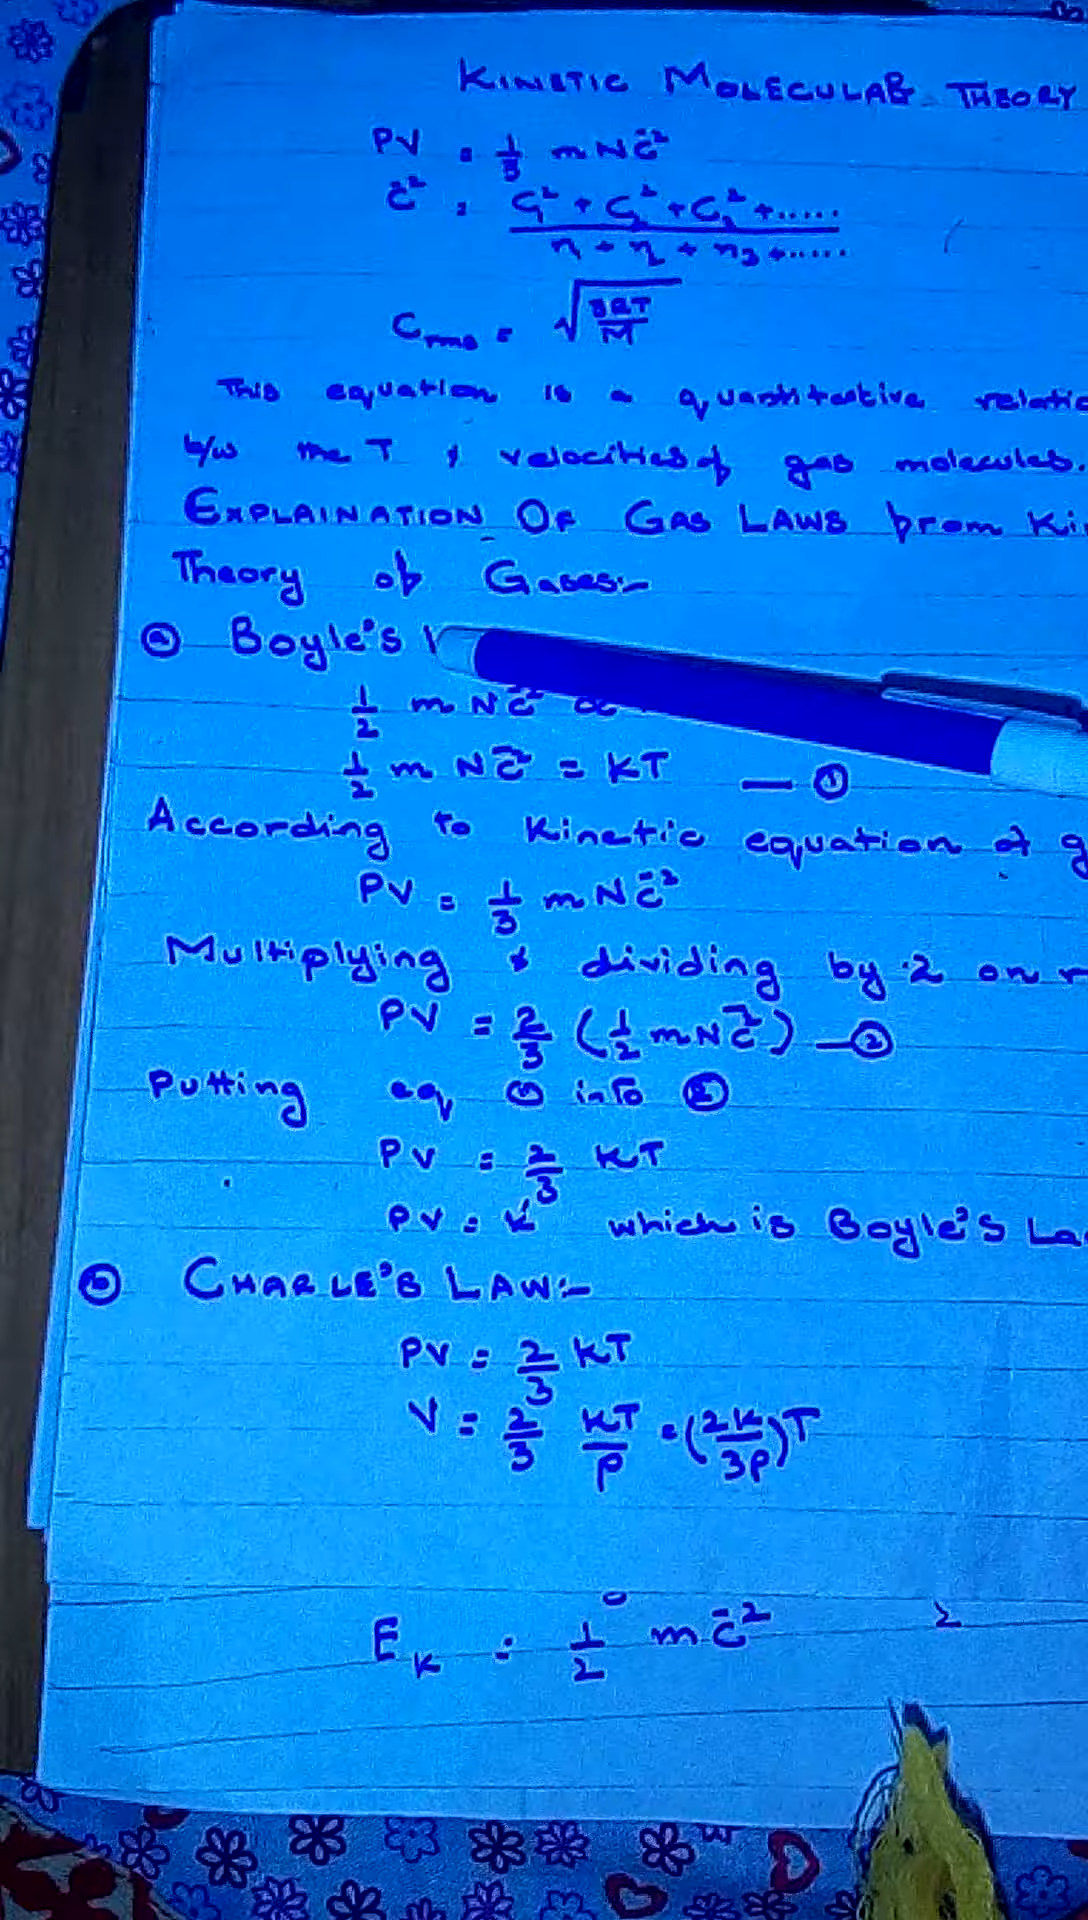 KINETIC MOLECULAR THEORY
PV = 1/3 mNc̄²
c̄² = (C₁² + C₂² + C₃² + .....) / (n₁ + n₂ + n₃ + .....)
Crms = √(3RT/M)
This equation is a quantitative
b/w the T & velocities of gas molecules.
EXPLAINATION OF GAS LAWS from
Theory of Gases:-
ⓐ Boyle's
1/2 mNc̄² ∝
1/2 mNc̄² = KT — ①
According to Kinetic equation of
PV = 1/3 mNc̄²
Multiplying & dividing by 2 on
PV = 2/3 (1/2 mNc̄²) — ②
Putting eq ① into ②
PV = 2/3 KT
PV = K' which is Boyle's
ⓑ CHARLE'S LAW:-
PV = 2/3 KT
V = 2/3 KT/P = (2K/3P)T
EK = 1/2 mc̄²